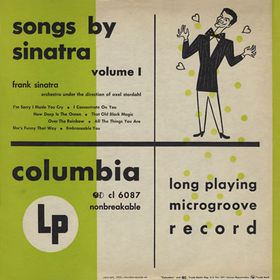 songs by
sinatra
volume I
frank sinatra
orchestra under the direction of axel stordahl
I'm Sorry I Made You Cry • I Concentrate On You
How Deep Is The Ocean • That Old Black Magic
Over The Rainbow • All The Things You Are
She's Funny That Way • Embraceable You
columbia
Lp
cl 6087
nonbreakable
long playing
microgroove
record